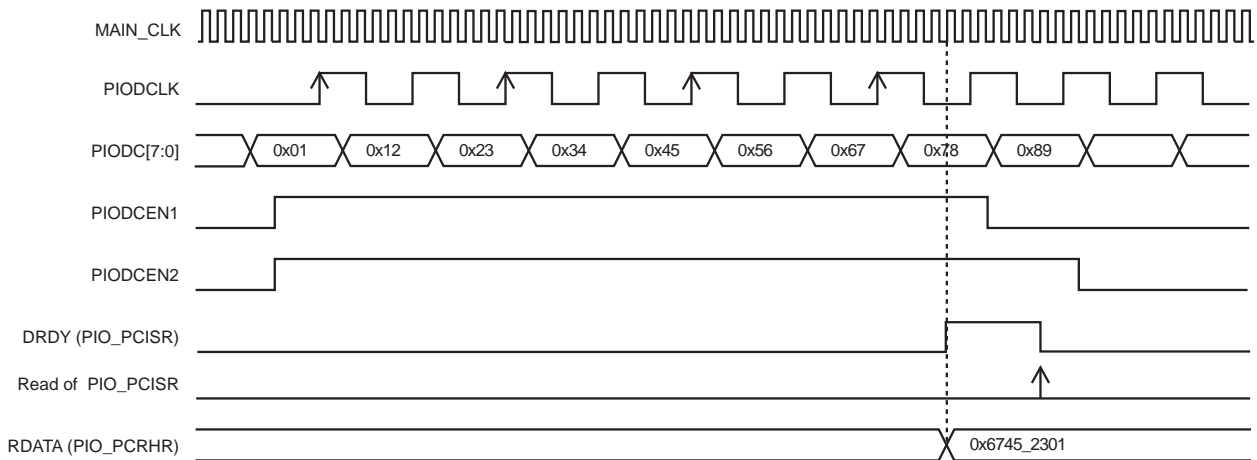 MAIN_CLK
PIODCLK
PIODC[7:0] 0x01 0x12 0x23 0x34 0x45 0x56 0x67 0x78 0x89
PIODCEN1
PIODCEN2
DRDY (PIO_PCISR)
Read of PIO_PCISR
RDATA (PIO_PCRHR) 0x6745_2301